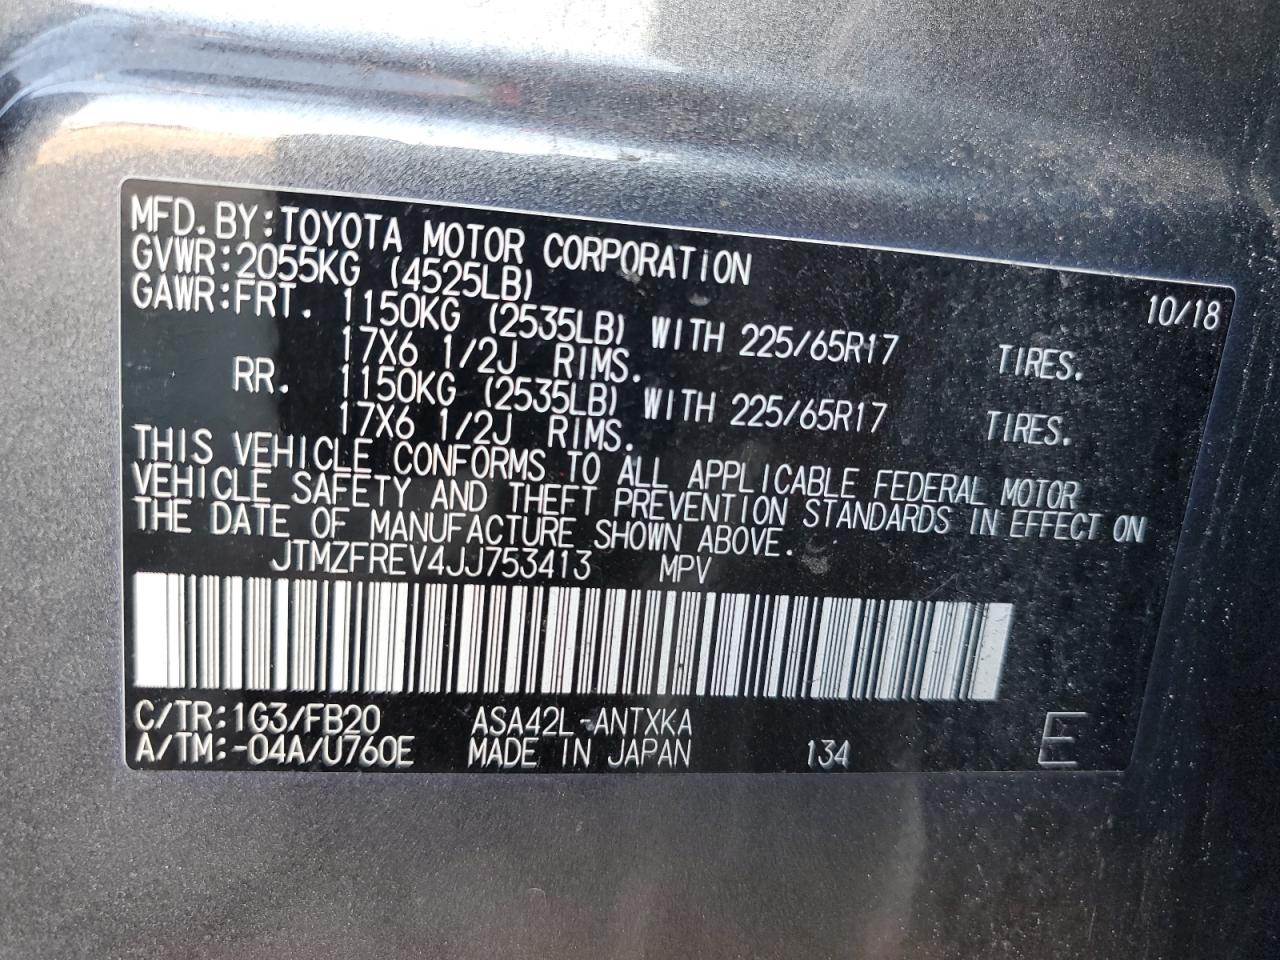 MFD. BY: TOYOTA MOTOR CORPORATION 10/18
GVWR: 2055KG (4525LB)
GAWR: FRT. 1150KG (2535LB) WITH 225/65R17 TIRES.
17X6 1/2J RIMS.
RR. 1150KG (2535LB) WITH 225/65R17 TIRES.
17X6 1/2J RIMS.
THIS VEHICLE CONFORMS TO ALL APPLICABLE FEDERAL MOTOR
VEHICLE SAFETY AND THEFT PREVENTION STANDARDS IN EFFECT ON
THE DATE OF MANUFACTURE SHOWN ABOVE.
JTMZFREV4JJ753413 MPV
C/TR: 1G3/FB20 ASA42L-ANTXKA
A/TM: -04A/U760E MADE IN JAPAN 134 E